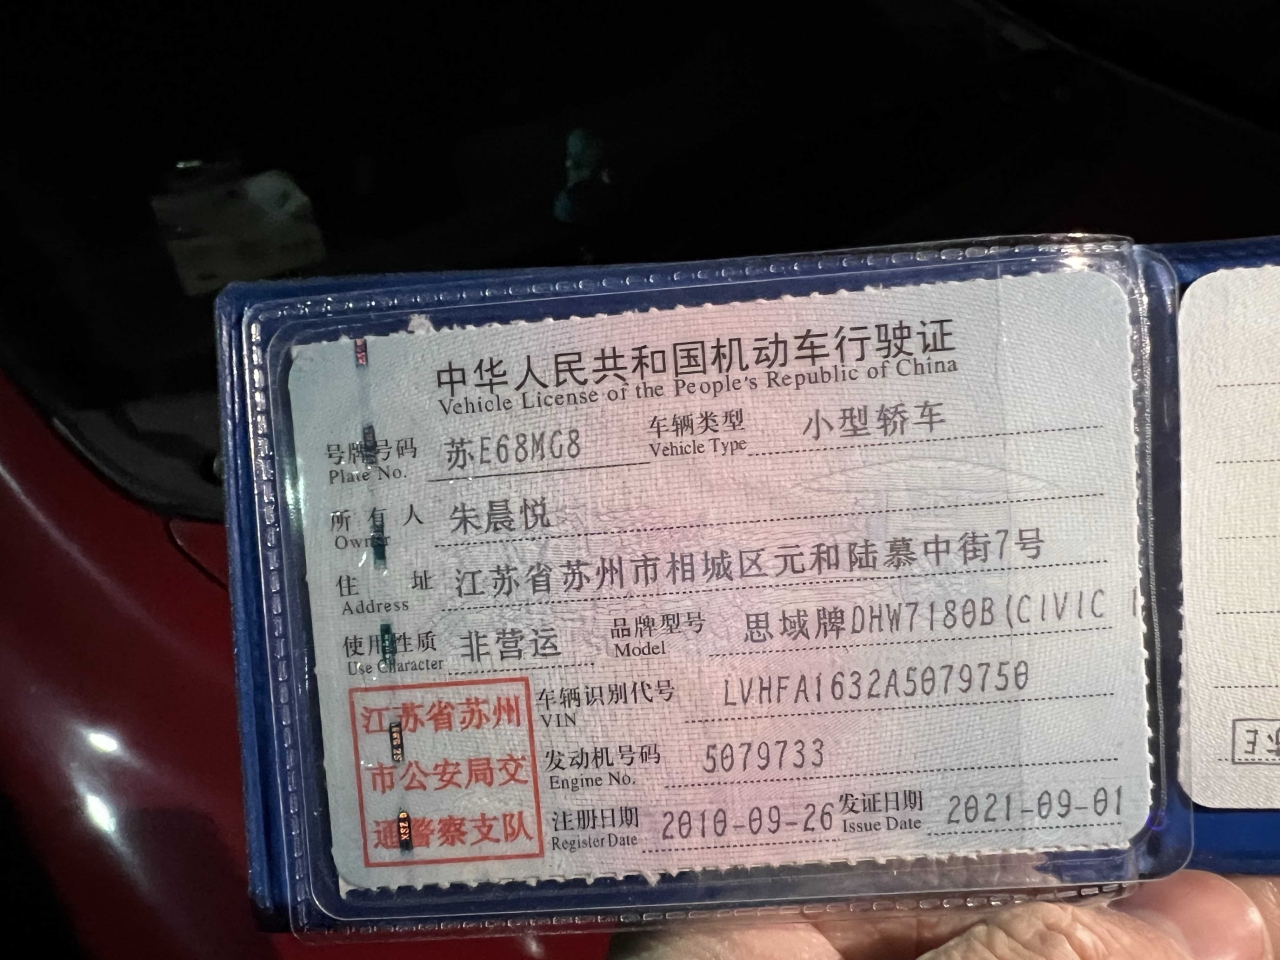 中华人民共和国机动车行驶证
Vehicle License of the People's Republic of China
号牌号码 苏E68MG8 车辆类型 小型轿车
Plate No. Vehicle Type
所有人 朱晨悦
Owner
住址 江苏省苏州市相城区元和陆慕中街7号
Address
使用性质 非营运 品牌型号 思域牌DHW7180B(CIVIC
Use Character Model
江苏省苏州
市公安局交
通警察支队
车辆识别代号 LVHFA1632A5079750
VIN
发动机号码 5079733
Engine No.
注册日期 2010-09-26 发证日期 2021-09-01
Register Date Issue Date